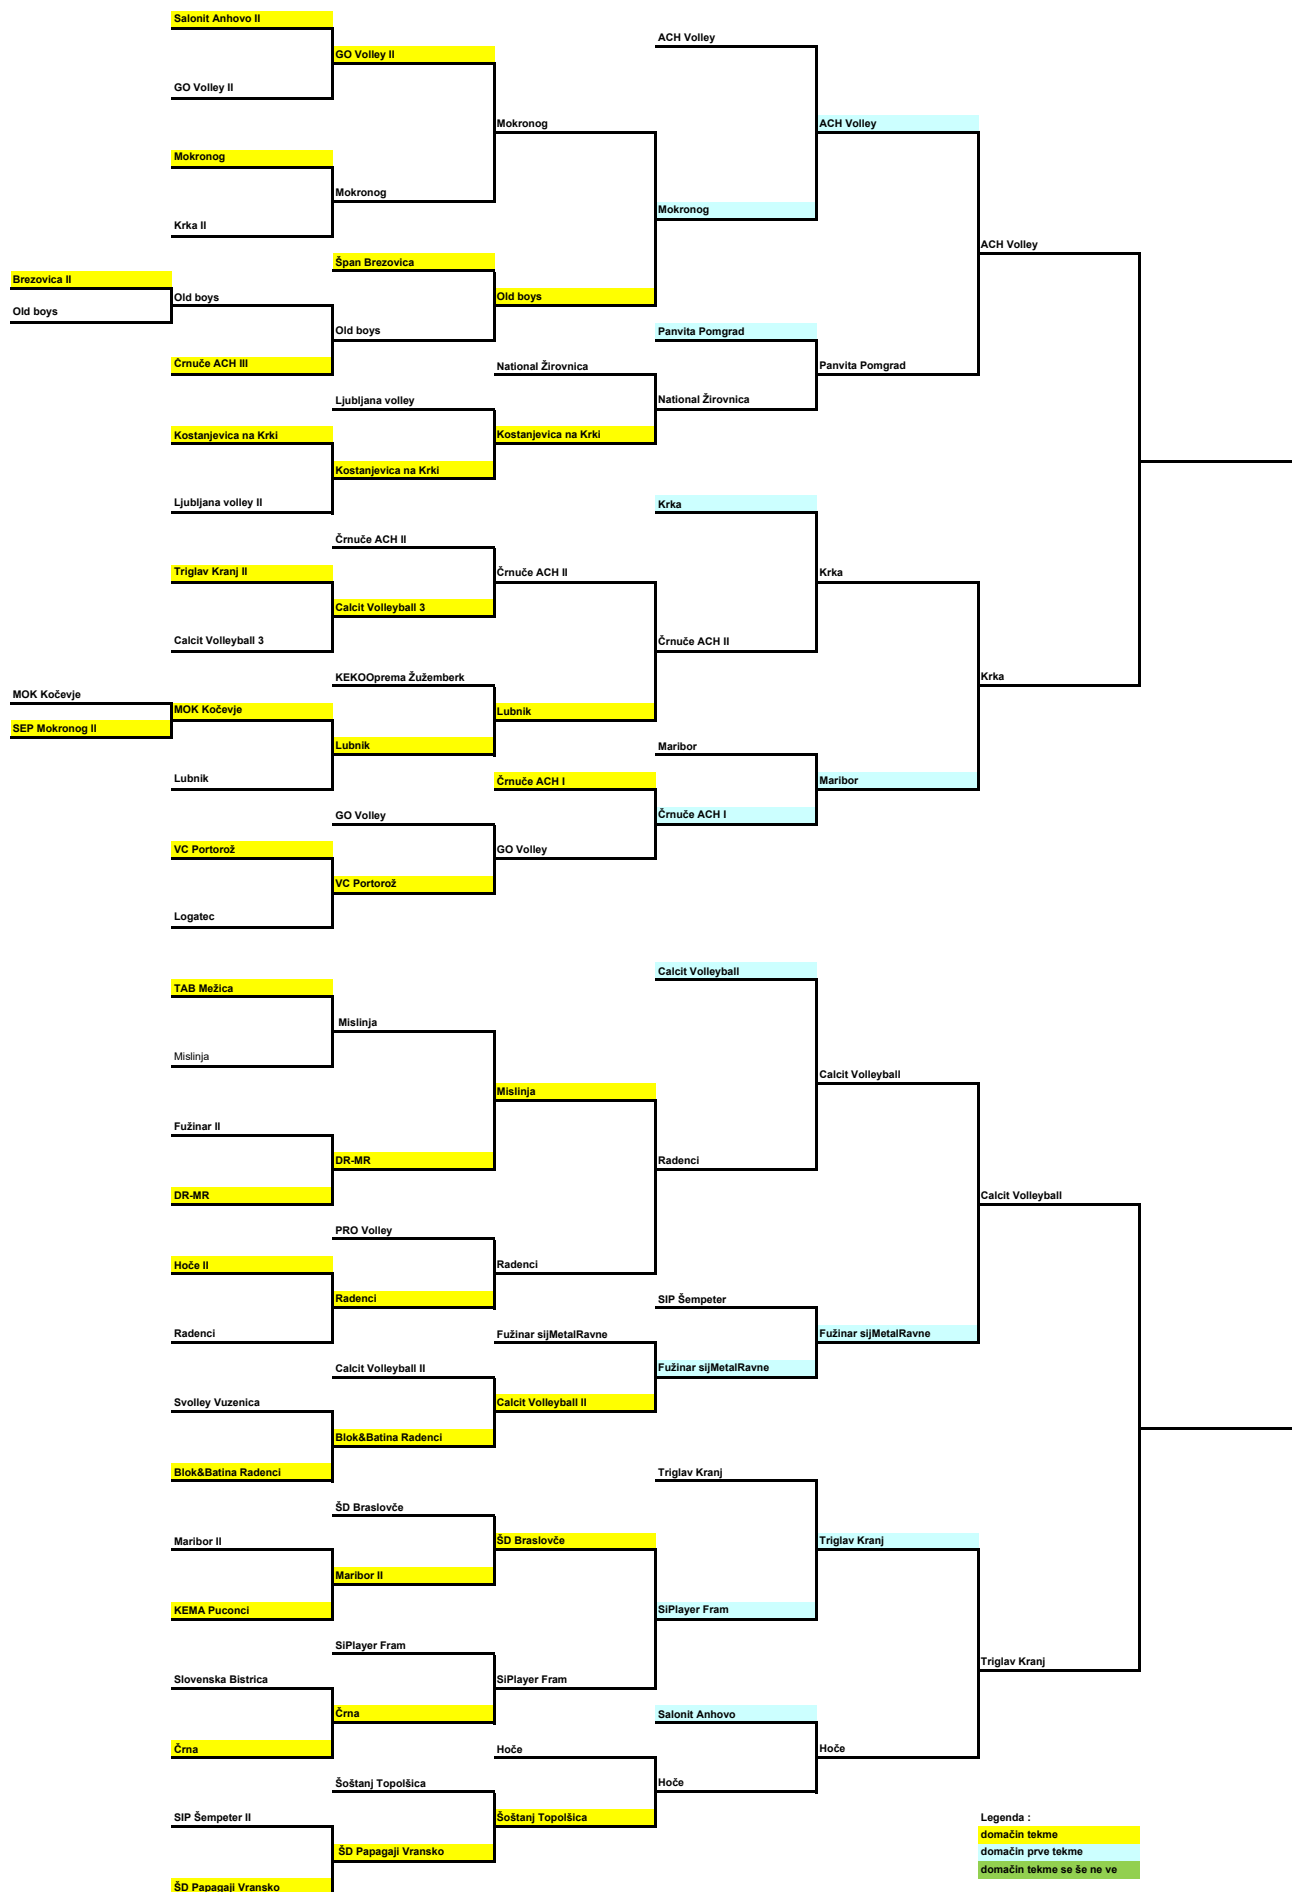 Salonit Anhovo II
ACH Volley
GO Volley II
GO Volley II
Mokronog
ACH Volley
Mokronog
Mokronog
Mokronog
Krka II
ACH Volley
Špan Brezovica
Brezovica II
Old boys
Old boys
Old boys
Old boys
Panvita Pomgrad
Črnuče ACH III
National Žirovnica
Panvita Pomgrad
Ljubljana volley
National Žirovnica
Kostanjevica na Krki
Kostanjevica na Krki
Kostanjevica na Krki
Ljubljana volley II
Krka
Črnuče ACH II
Triglav Kranj II
Črnuče ACH II
Krka
Calcit Volleyball 3
Calcit Volleyball 3
Črnuče ACH II
KEKOOprema Žužemberk
Krka
MOK Kočevje
MOK Kočevje
Lubnik
SEP Mokronog II
Lubnik
Maribor
Lubnik
Črnuče ACH I
Maribor
GO Volley
Črnuče ACH I
VC Portorož
GO Volley
VC Portorož
Logatec
Calcit Volleyball
TAB Mežica
Mislinja
Mislinja
Calcit Volleyball
Mislinja
Fužinar II
DR-MR
Radenci
DR-MR
Calcit Volleyball
PRO Volley
Hoče II
Radenci
Radenci
SIP Šempeter
Radenci
Fužinar sijMetalRavne
Fužinar sijMetalRavne
Calcit Volleyball II
Fužinar sijMetalRavne
Svolley Vuzenica
Calcit Volleyball II
Blok&Batina Radenci
Blok&Batina Radenci
Triglav Kranj
ŠD Braslovče
Maribor II
ŠD Braslovče
Triglav Kranj
Maribor II
KEMA Puconci
SiPlayer Fram
SiPlayer Fram
Triglav Kranj
Slovenska Bistrica
SiPlayer Fram
Črna
Salonit Anhovo
Črna
Hoče
Hoče
Šoštanj Topolšica
Hoče
SIP Šempeter II
Šoštanj Topolšica
Legenda :
domačin tekme
ŠD Papagaji Vransko
domačin prve tekme
domačin tekme se še ne ve
ŠD Papagaji Vransko